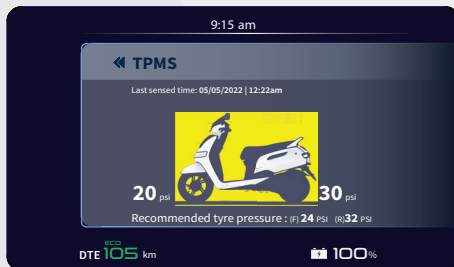 9:15 am
TPMS
Last sensed time: 05/05/2022 | 12:22am
20 psi
30 psi
Recommended tyre pressure : (F) 24 PSI (R)32 PSI
ECO
DTE 105 km
100%